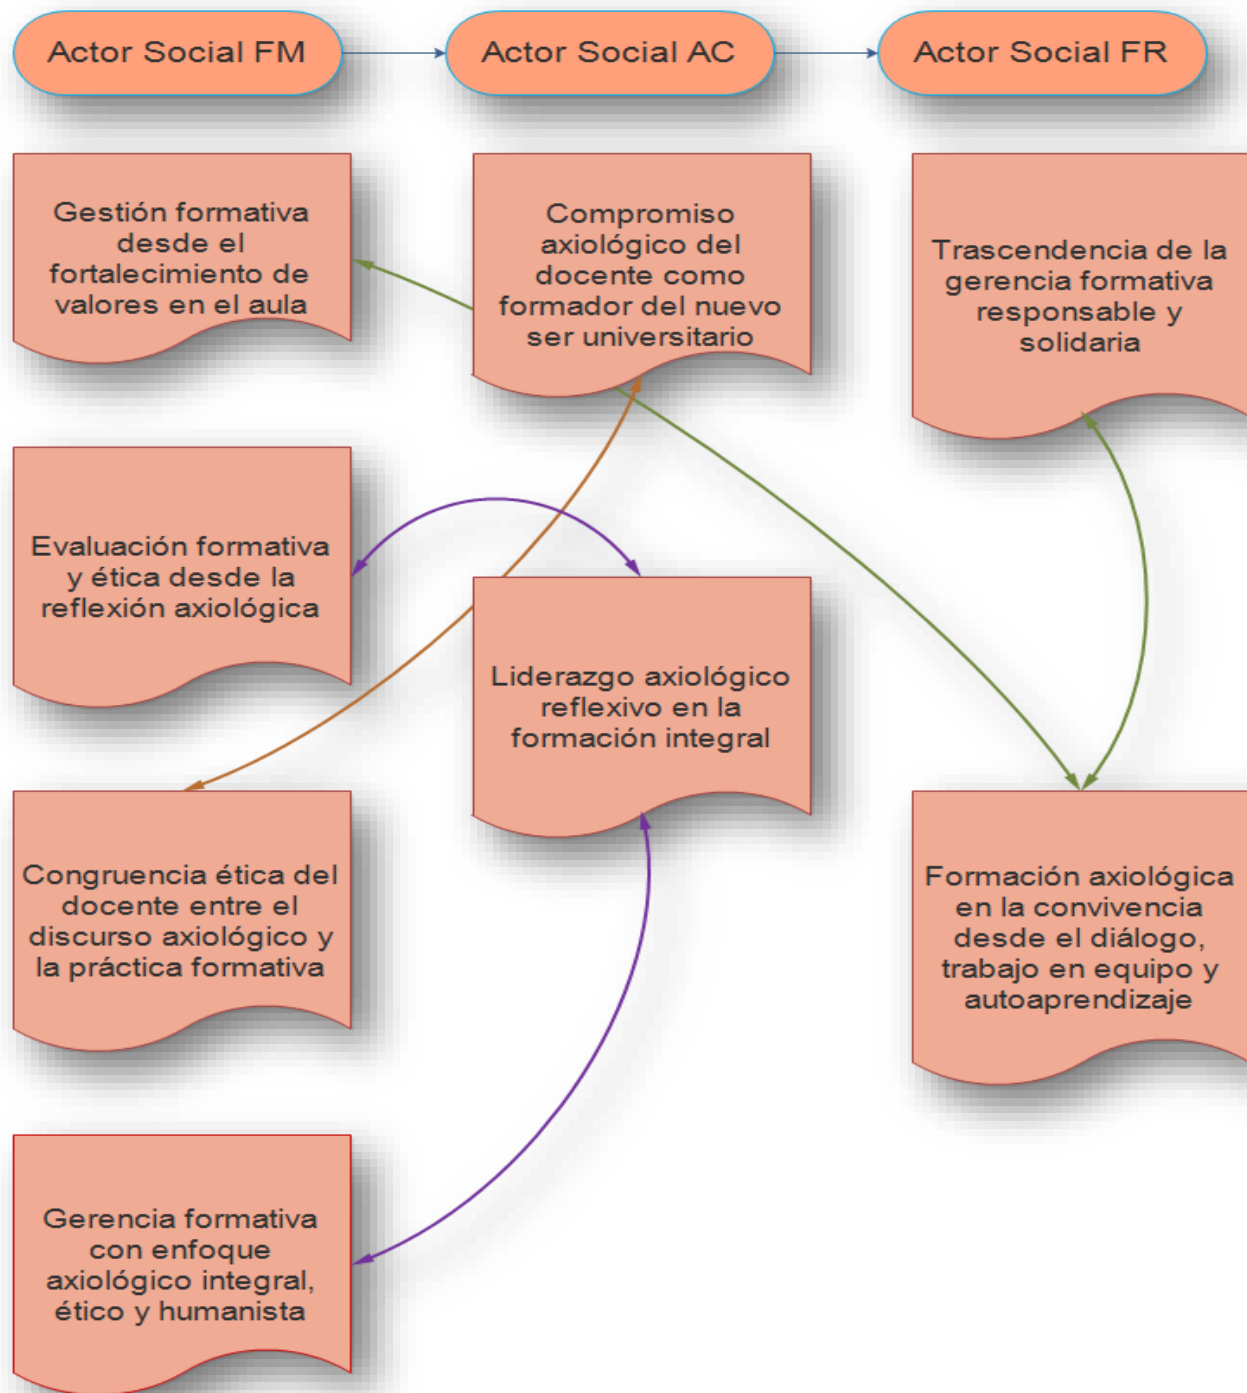 Actor Social FM
Actor Social AC
Actor Social FR
Gestión formativa
desde el
fortalecimiento de
valores en el aula
Compromiso
axiológico del
docente como
formador del nuevo
ser universitario
Trascendencia de la
gerencia formativa
responsable y
solidaria
Evaluación formativa
y ética desde la
reflexión axiológica
Liderazgo axiológico
reflexivo en la
formación integral
Congruencia ética del
docente entre el
discurso axiológico y
la práctica formativa
Formación axiológica
en la convivencia
desde el diálogo,
trabajo en equipo y
autoaprendizaje
Gerencia formativa
con enfoque
axiológico integral,
ético y humanista